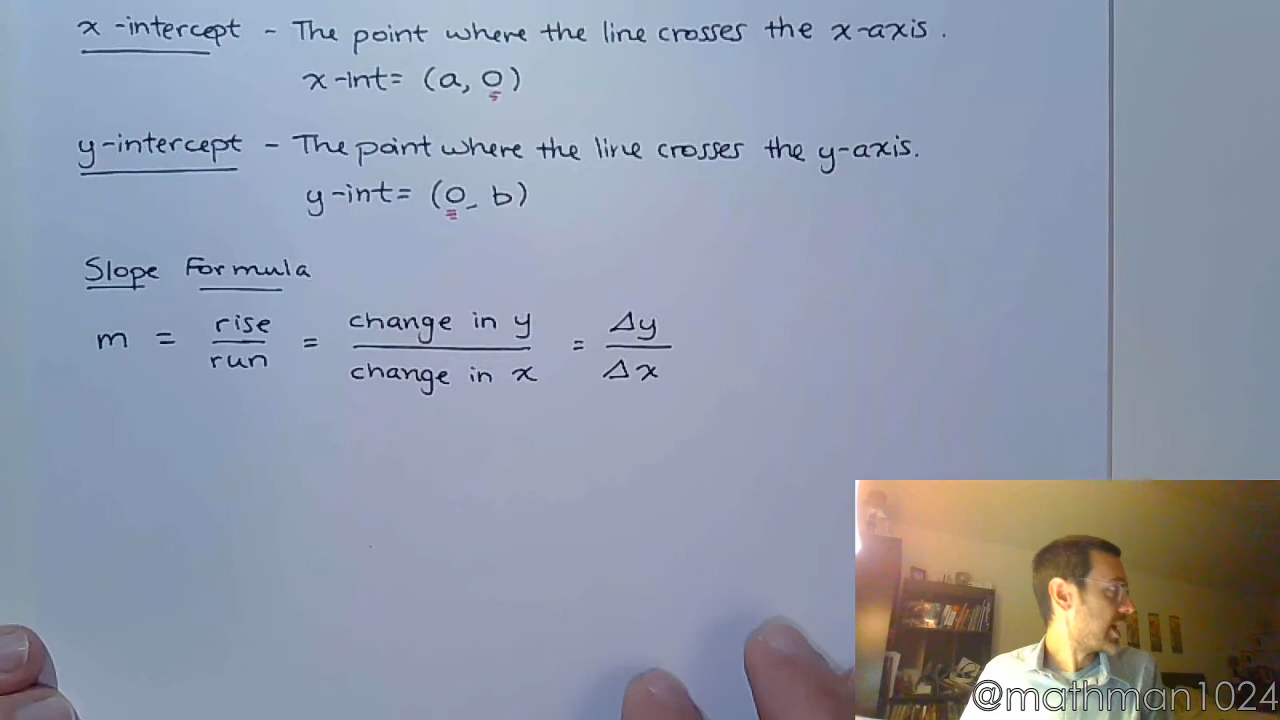 x-intercept - The point where the line crosses the x-axis.
x-int= (a, 0)
y-intercept - The point where the line crosses the y-axis.
y-int= (0, b)
Slope Formula
m = rise/run = change in y/change in x = Δy/Δx
@mathman1024